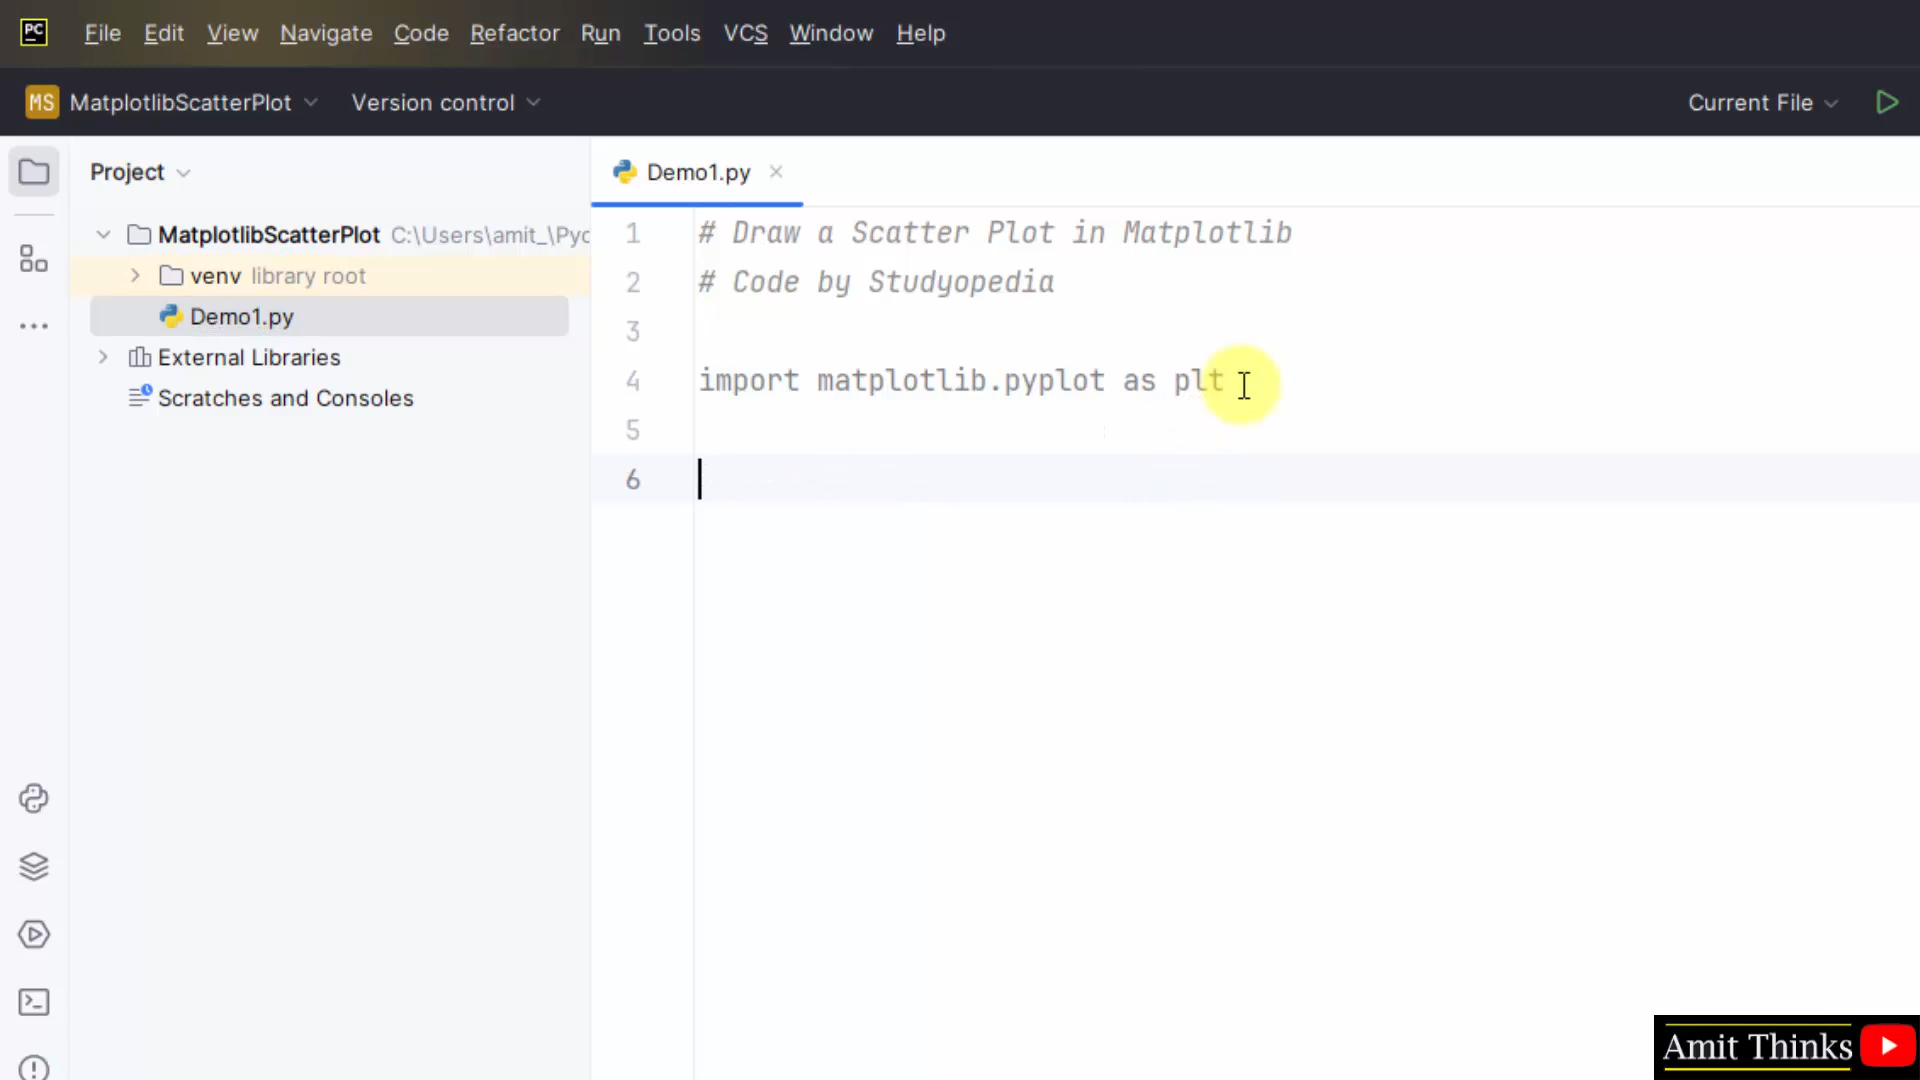 PC File Edit View Navigate Code Refactor Run Tools VCS Window Help
MS MatplotlibScatterPlot Version control Current File
Project
Demo1.py
MatplotlibScatterPlot C:\Users\amit_\Pyc
venv library root
Demo1.py
External Libraries
Scratches and Consoles
1 # Draw a Scatter Plot in Matplotlib
2 # Code by Studyopedia
3
4 import matplotlib.pyplot as plt
5
6
Amit Thinks